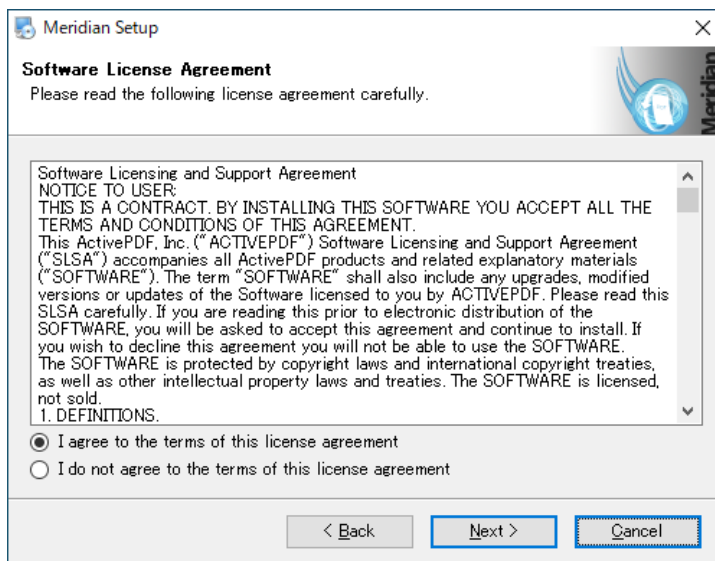 Meridian Setup
Software License Agreement
Please read the following license agreement carefully.
Meridian
Software Licensing and Support Agreement
NOTICE TO USER:
THIS IS A CONTRACT. BY INSTALLING THIS SOFTWARE YOU ACCEPT ALL THE
TERMS AND CONDITIONS OF THIS AGREEMENT.
This ActivePDF, Inc. ("ACTIVEPDF") Software Licensing and Support Agreement
("SLSA") accompanies all ActivePDF products and related explanatory materials
("SOFTWARE"). The term "SOFTWARE" shall also include any upgrades, modified
versions or updates of the Software licensed to you by ACTIVEPDF. Please read this
SLSA carefully. If you are reading this prior to electronic distribution of the
SOFTWARE, you will be asked to accept this agreement and continue to install. If
you wish to decline this agreement you will not be able to use the SOFTWARE.
The SOFTWARE is protected by copyright laws and international copyright treaties,
as well as other intellectual property laws and treaties. The SOFTWARE is licensed,
not sold.
1. DEFINITIONS.
I agree to the terms of this license agreement
I do not agree to the terms of this license agreement
< Back
Next >
Cancel